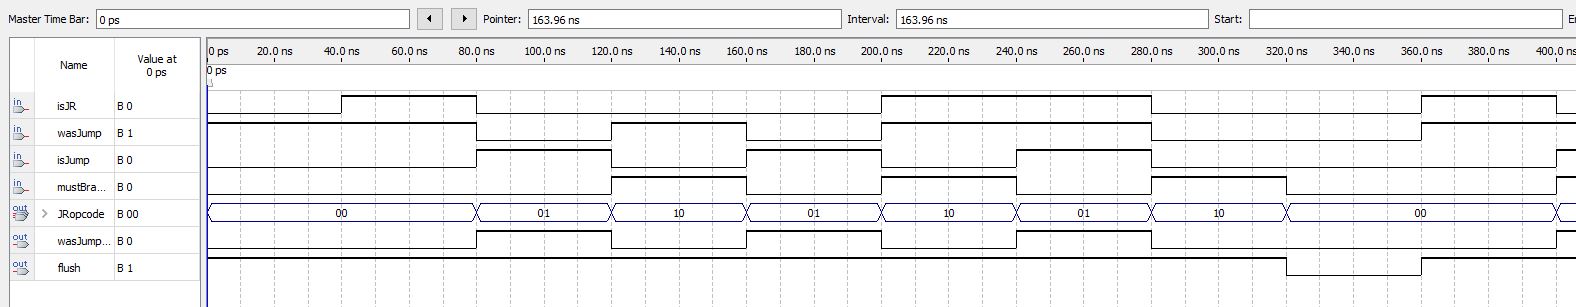 Master Time Bar: 0 ps Pointer: 163.96 ns Interval: 163.96 ns Start:
Name Value at 0 ps 0 ps 20.0 ns 40.0 ns 60.0 ns 80.0 ns 100.0 ns 120.0 ns 140.0 ns 160.0 ns 180.0 ns 200.0 ns 220.0 ns 240.0 ns 260.0 ns 280.0 ns 300.0 ns 320.0 ns 340.0 ns 360.0 ns 380.0 ns 400.0 ns
0 ps
in isJR B 0
in wasJump B 1
in isJump B 0
in mustBra... B 0
out > JRopcode B 00 00 01 10 01 10 01 10 00
out wasJump... B 0
out flush B 1